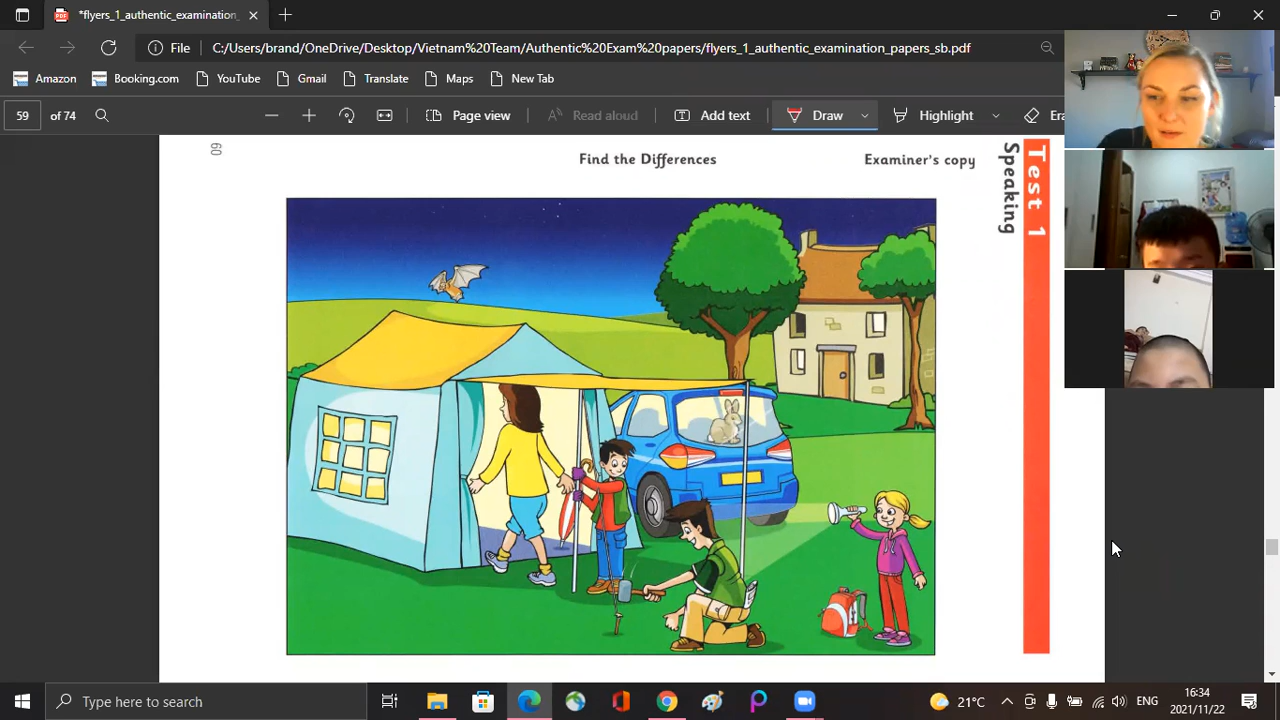 *flyers_1_authentic_examination_
File
C:/Users/brand/OneDrive/Desktop/Vietnam%20Team/Authentic%20Exam%20papers/flyers_1_authentic_examination_papers_sb.pdf
Amazon
Booking.com
YouTube
Gmail
Translate
Maps
New Tab
59
of 74
Page view
Read aloud
Add text
Draw
Highlight
Era
60
Find the Differences
Examiner's copy
Test 1
Speaking
Type here to search
21°C
ENG
16:34
2021/11/22